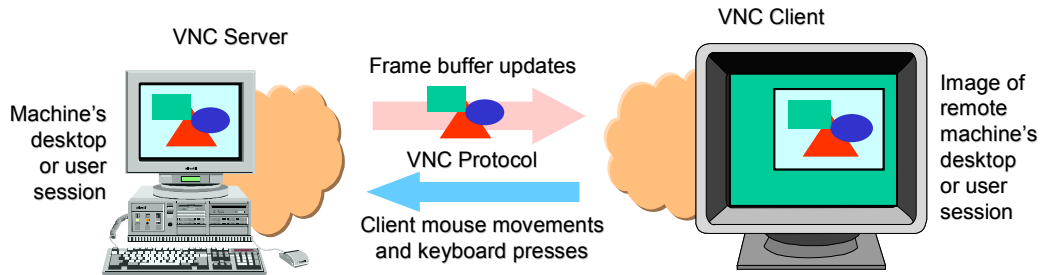 VNC Server
Machine's
desktop
or user
session
Frame buffer updates
VNC Protocol
Client mouse movements
and keyboard presses
VNC Client
Image of
remote
machine's
desktop
or user
session